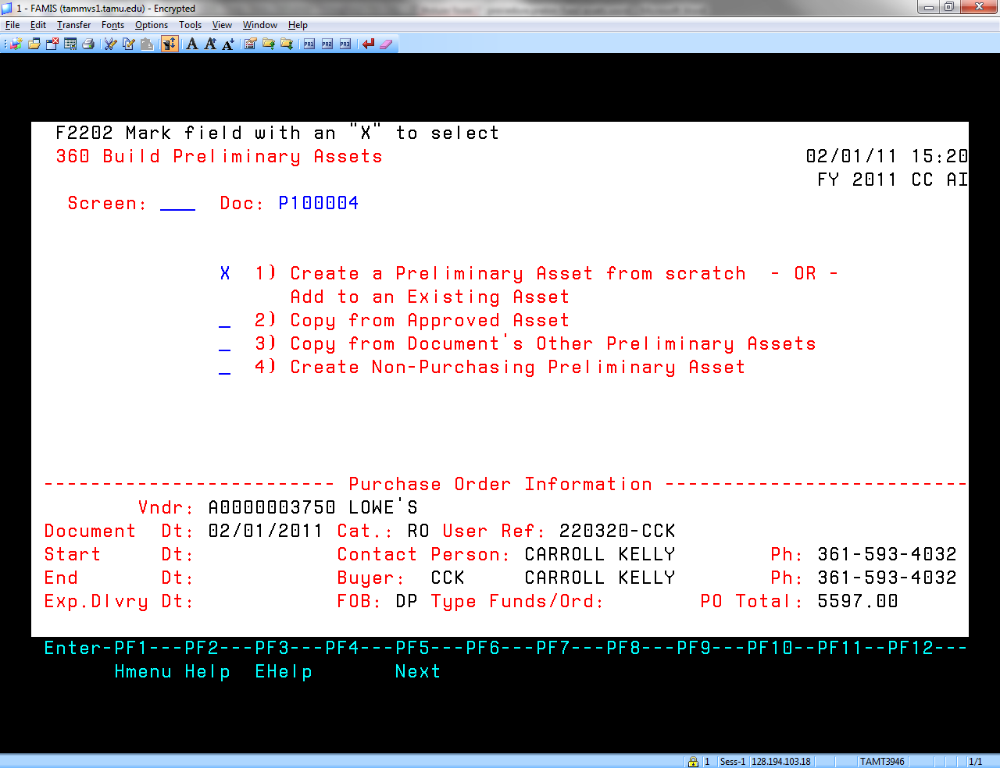 1 - FAMIS (tammvs1.tamu.edu) - Encrypted
File Edit Transfer Fonts Options Tools View Window Help
PA1 PA2 PA3
F2202 Mark field with an "X" to select
360 Build Preliminary Assets 02/01/11 15:20
FY 2011 CC AI
Screen: ___ Doc: P100004
X 1) Create a Preliminary Asset from scratch - OR -
Add to an Existing Asset
_ 2) Copy from Approved Asset
_ 3) Copy from Document's Other Preliminary Assets
_ 4) Create Non-Purchasing Preliminary Asset
------------------------- Purchase Order Information --------------------------
Vndr: A0000003750 LOWE'S
Document Dt: 02/01/2011 Cat.: RO User Ref: 220320-CCK
Start Dt: Contact Person: CARROLL KELLY Ph: 361-593-4032
End Dt: Buyer: CCK CARROLL KELLY Ph: 361-593-4032
Exp.Dlvry Dt: FOB: DP Type Funds/Ord: PO Total: 5597.00
Enter-PF1---PF2---PF3---PF4---PF5---PF6---PF7---PF8---PF9---PF10--PF11--PF12---
Hmenu Help EHelp Next
1 Sess-1 128.194.103.18 TAMT3946 1/1